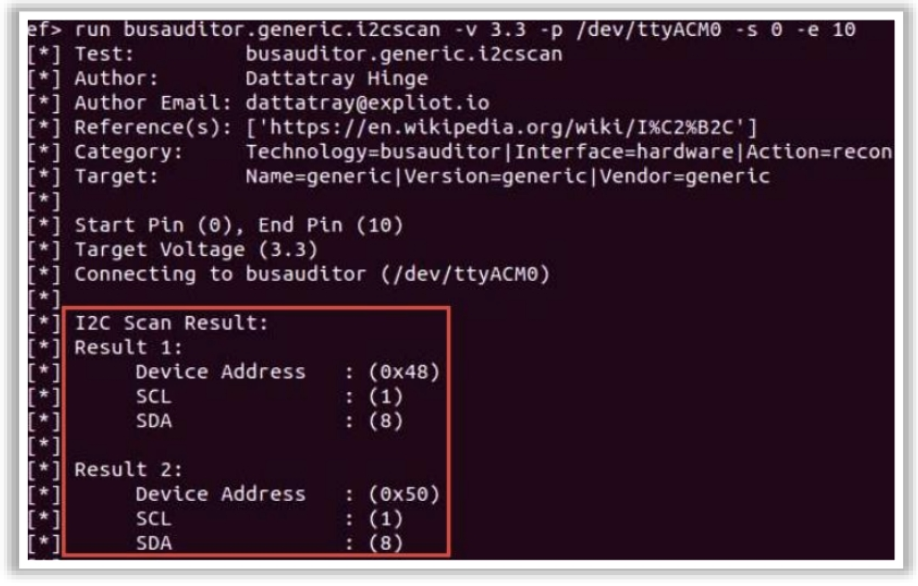 ef> run busauditor.generic.i2cscan -v 3.3 -p /dev/ttyACM0 -s 0 -e 10
[*] Test: busauditor.generic.i2cscan
[*] Author: Dattatray Hinge
[*] Author Email: dattatray@expliot.io
[*] Reference(s): ['https://en.wikipedia.org/wiki/I%C2%B2C']
[*] Category: Technology=busauditor|Interface=hardware|Action=recon
[*] Target: Name=generic|Version=generic|Vendor=generic
[*]
[*] Start Pin (0), End Pin (10)
[*] Target Voltage (3.3)
[*] Connecting to busauditor (/dev/ttyACM0)
[*]
[*] I2C Scan Result:
[*] Result 1:
[*] Device Address : (0x48)
[*] SCL : (1)
[*] SDA : (8)
[*]
[*] Result 2:
[*] Device Address : (0x50)
[*] SCL : (1)
[*] SDA : (8)